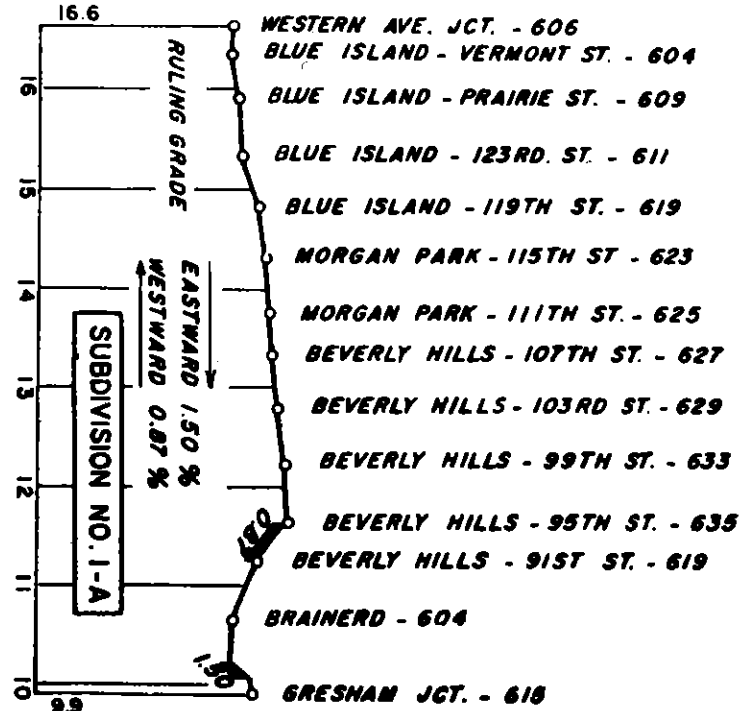 16.6
WESTERN AVE. JCT. - 606
BLUE ISLAND - VERMONT ST. - 604
16
BLUE ISLAND - PRAIRIE ST. - 609
BLUE ISLAND - 123RD. ST. - 611
15
BLUE ISLAND - 119TH ST. - 619
MORGAN PARK - 115TH ST - 623
14
MORGAN PARK - 111TH ST. - 625
BEVERLY HILLS - 107TH ST. - 627
13
BEVERLY HILLS - 103RD ST. - 629
BEVERLY HILLS - 99TH ST. - 633
12
BEVERLY HILLS - 95TH ST. - 635
0.87
BEVERLY HILLS - 91ST ST. - 619
11
BRAINERD - 604
1.50
10
GRESHAM JCT. - 615
9.9
RULING GRADE
EASTWARD 1.50 %
WESTWARD 0.87 %
SUBDIVISION NO. 1-A